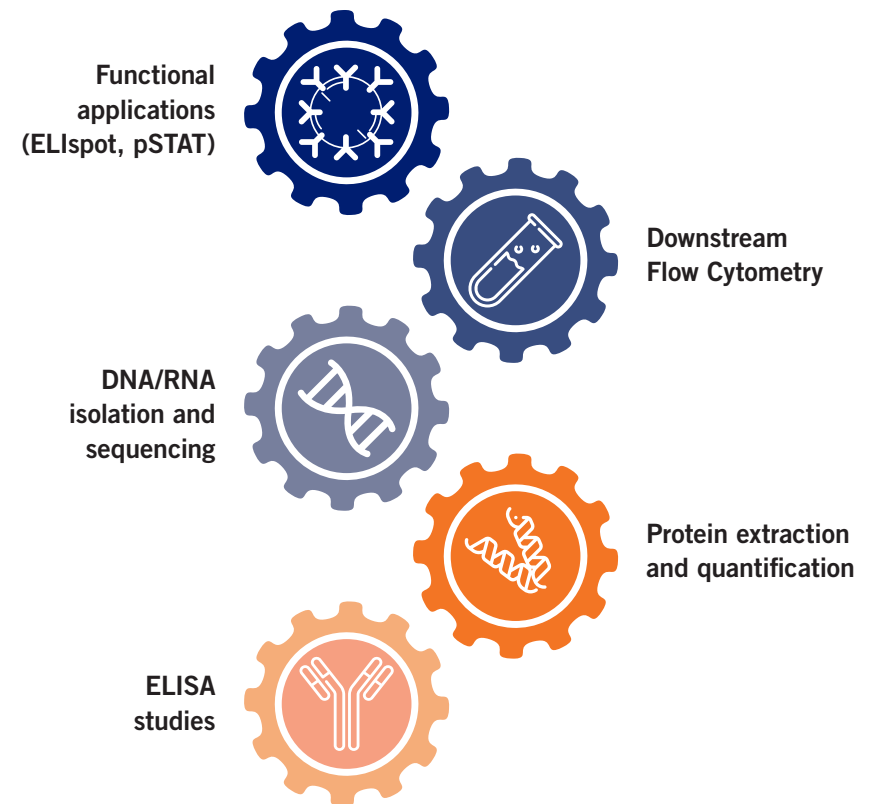 Functional
applications
(ELIspot, pSTAT)
Downstream
Flow Cytometry
DNA/RNA
isolation and
sequencing
Protein extraction
and quantification
ELISA
studies